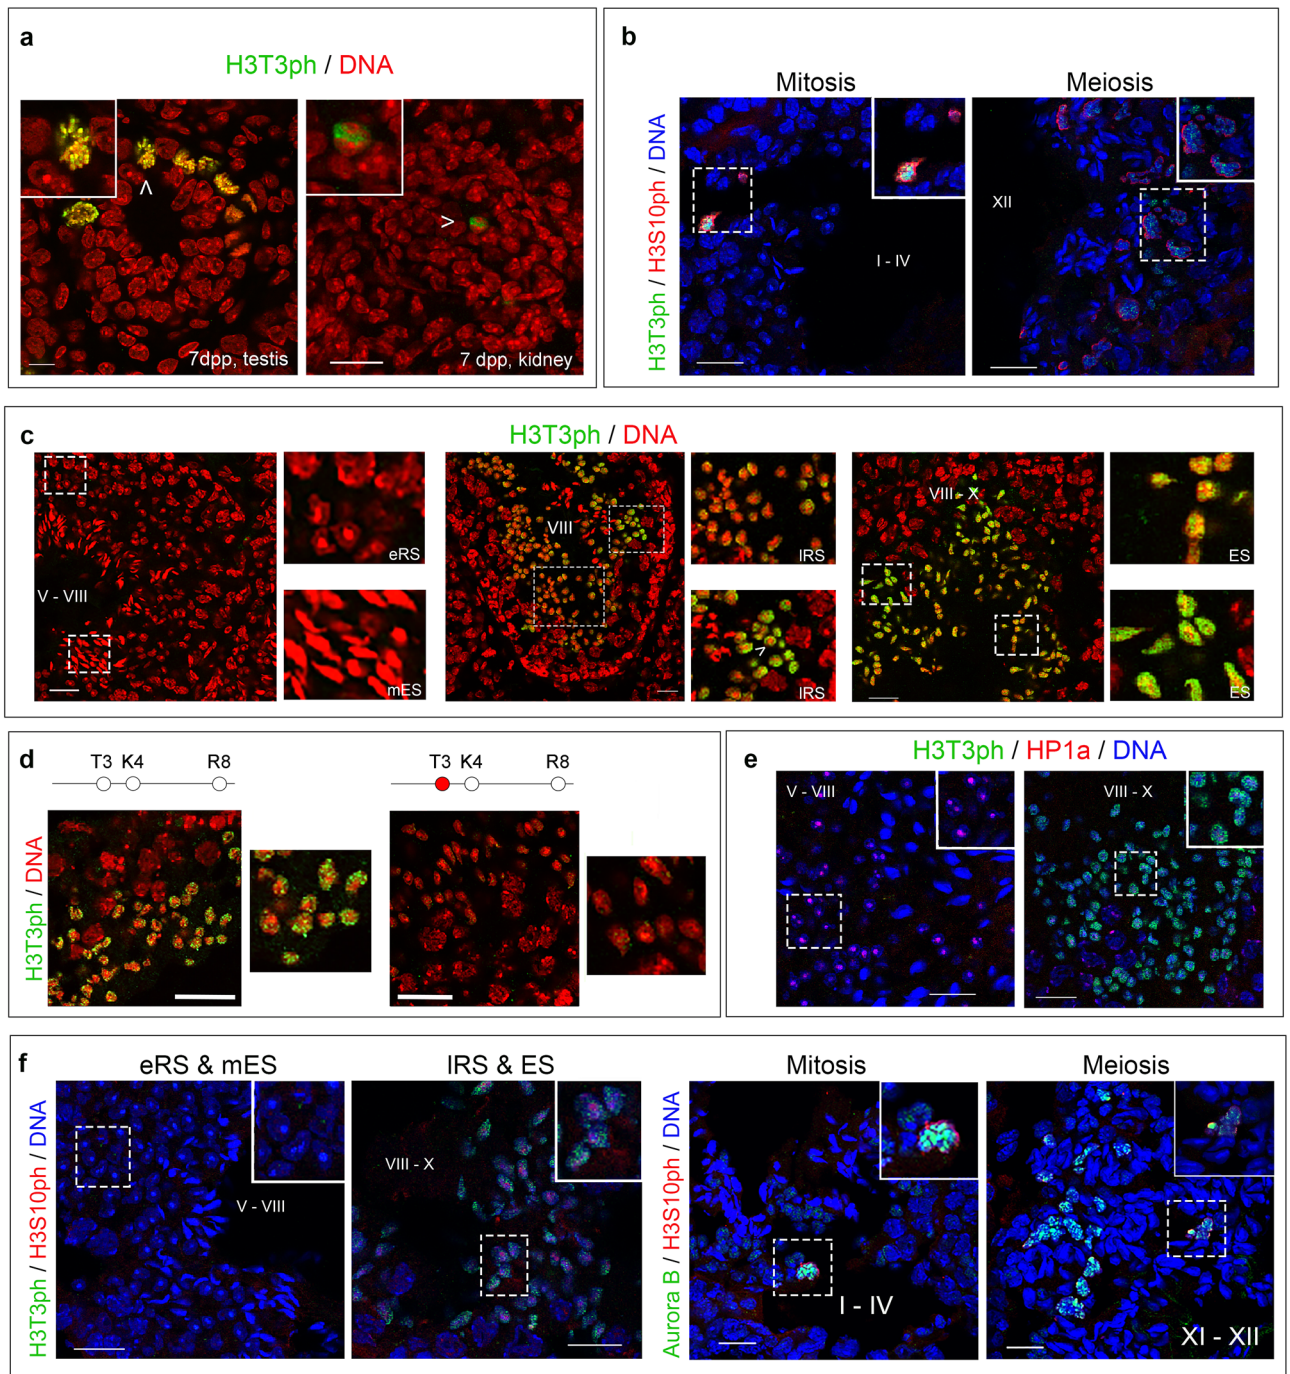 a
H3T3ph / DNA
7dpp, testis
7 dpp, kidney
b
Mitosis
Meiosis
H3T3ph / H3S10ph / DNA
I - IV
XII
c
H3T3ph / DNA
V - VIII
eRS
mES
VIII
lRS
lRS
VIII - X
ES
ES
d
T3 K4 R8
T3 K4 R8
H3T3ph / DNA
e
H3T3ph / HP1a / DNA
V - VIII
VIII - X
f
eRS & mES
lRS & ES
Mitosis
Meiosis
H3T3ph / H3S10ph / DNA
V - VIII
VIII - X
Aurora B / H3S10ph / DNA
I - IV
XI - XII